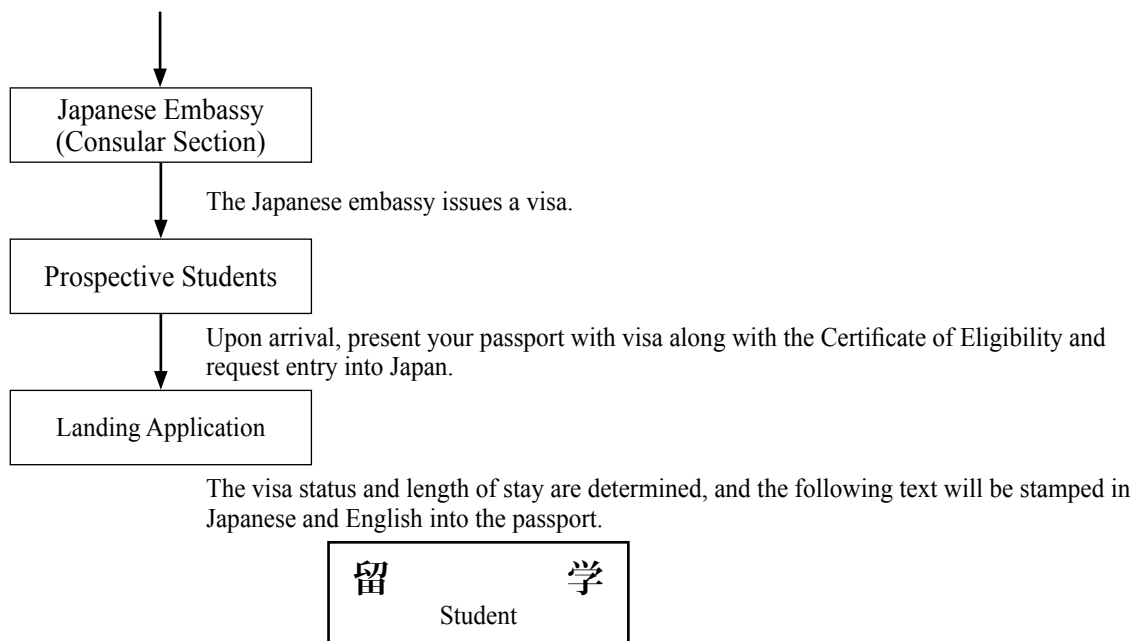 Japanese Embassy
(Consular Section)
The Japanese embassy issues a visa.
Prospective Students
Upon arrival, present your passport with visa along with the Certificate of Eligibility and
request entry into Japan.
Landing Application
The visa status and length of stay are determined, and the following text will be stamped in
Japanese and English into the passport.
留 学
Student